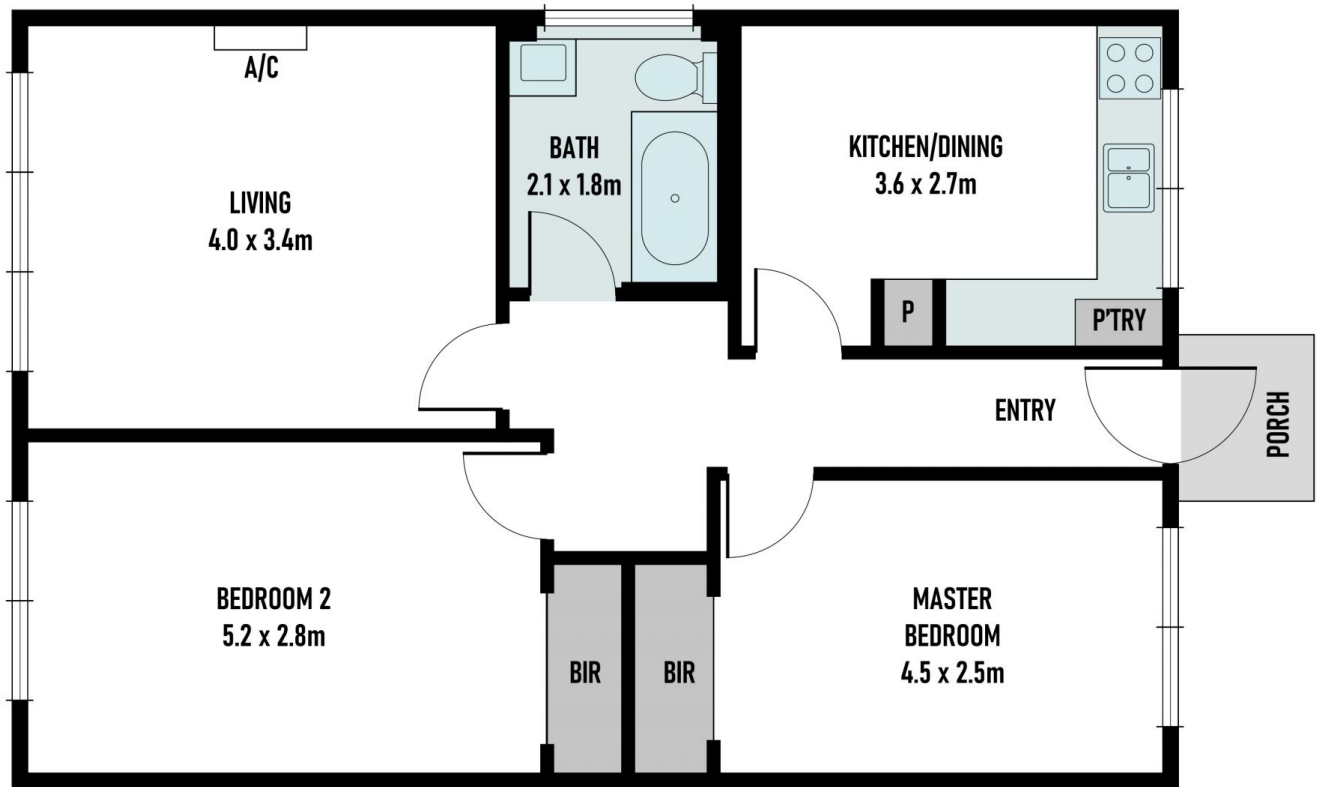 A/C
LIVING
4.0 x 3.4m
BATH
2.1 x 1.8m
KITCHEN/DINING
3.6 x 2.7m
P
P'TRY
ENTRY
PORCH
BEDROOM 2
5.2 x 2.8m
BIR
BIR
MASTER
BEDROOM
4.5 x 2.5m